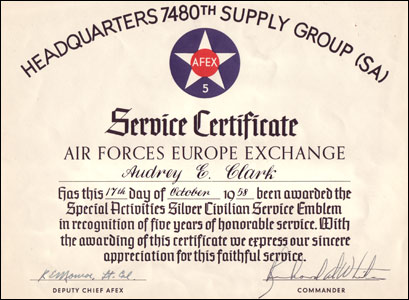 HEADQUARTERS 7480TH SUPPLY GROUP (SA)
AFEX
5
Service Certificate
AIR FORCES EUROPE EXCHANGE
Audrey E. Clark
Has this 17th day of October 1958 been awarded the
Special Activities Silver Civilian Service Emblem
in recognition of five years of honorable service. With
the awarding of this certificate we express our sincere
appreciation for this faithful service.
DEPUTY CHIEF AFEX
COMMANDER